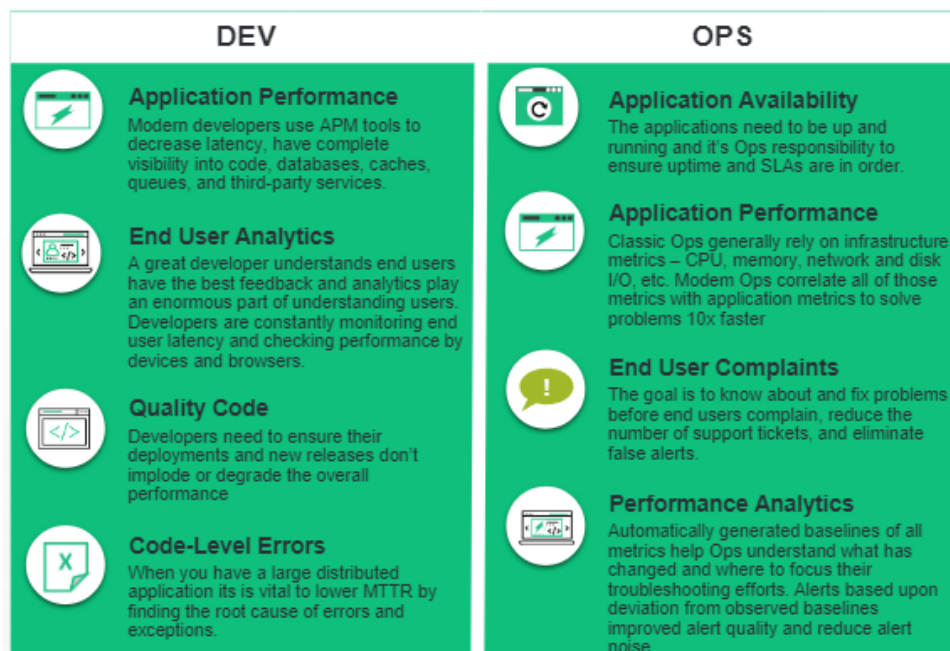 DEV
Application Performance
Modern developers use APM tools to
decrease latency, have complete
visibility into code, databases, caches,
queues, and third-party services.
End User Analytics
A great developer understands end users
have the best feedback and analytics play
an enormous part of understanding users.
Developers are constantly monitoring end
user latency and checking performance by
devices and browsers.
Quality Code
Developers need to ensure their
deployments and new releases don't
implode or degrade the overall
performance
X
Code-Level Errors
When you have a large distributed
application its is vital to lower MTTR by
finding the root cause of errors and
exceptions.
OPS
Application Availability
The applications need to be up and
running and it's Ops responsibility to
ensure uptime and SLAs are in order.
Application Performance
Classic Ops generally rely on infrastructure
metrics – CPU, memory, network and disk
I/O, etc. Modem Ops correlate all of those
metrics with application metrics to solve
problems 10x faster
!
End User Complaints
The goal is to know about and fix problems
before end users complain, reduce the
number of support tickets, and eliminate
false alerts.
Performance Analytics
Automatically generated baselines of all
metrics help Ops understand what has
changed and where to focus their
troubleshooting efforts. Alerts based upon
deviation from observed baselines
improved alert quality and reduce alert
noise